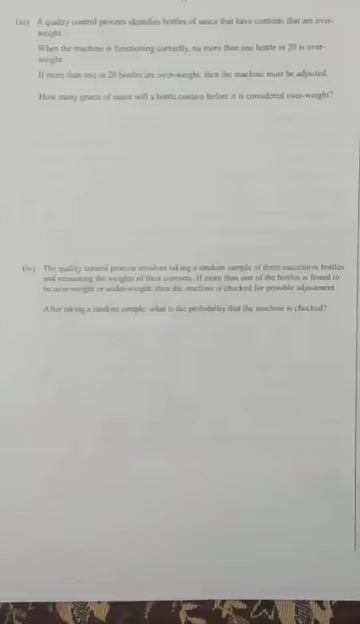 (iii) A quality control process identifies bottles of sauce that have contents that are over-
weight.
When the machine is functioning correctly, no more than one bottle in 20 is over-
weight.
If more than one in 20 bottles are over-weight, then the machine must be adjusted.
How many grams of sauce will a bottle contain before it is considered over-weight?
(iv) The quality control process involves taking a random sample of three successive bottles
and measuring the weights of their contents. If more than one of the bottles is found to
be over-weight or under-weight, then the machine is checked for possible adjustment.
After taking a random sample, what is the probability that the machine is checked?